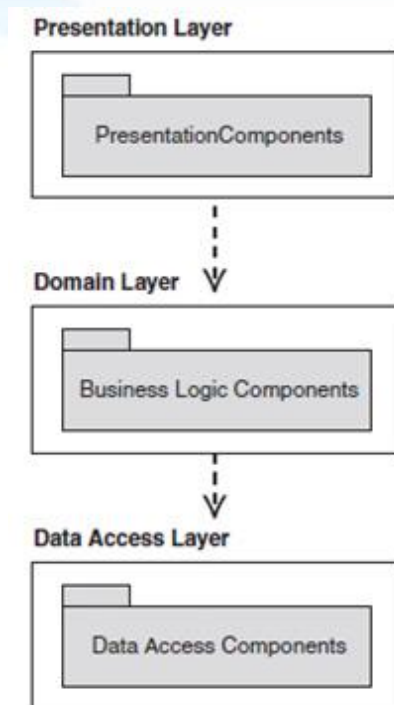 Presentation Layer
PresentationComponents
Domain Layer
Business Logic Components
Data Access Layer
Data Access Components